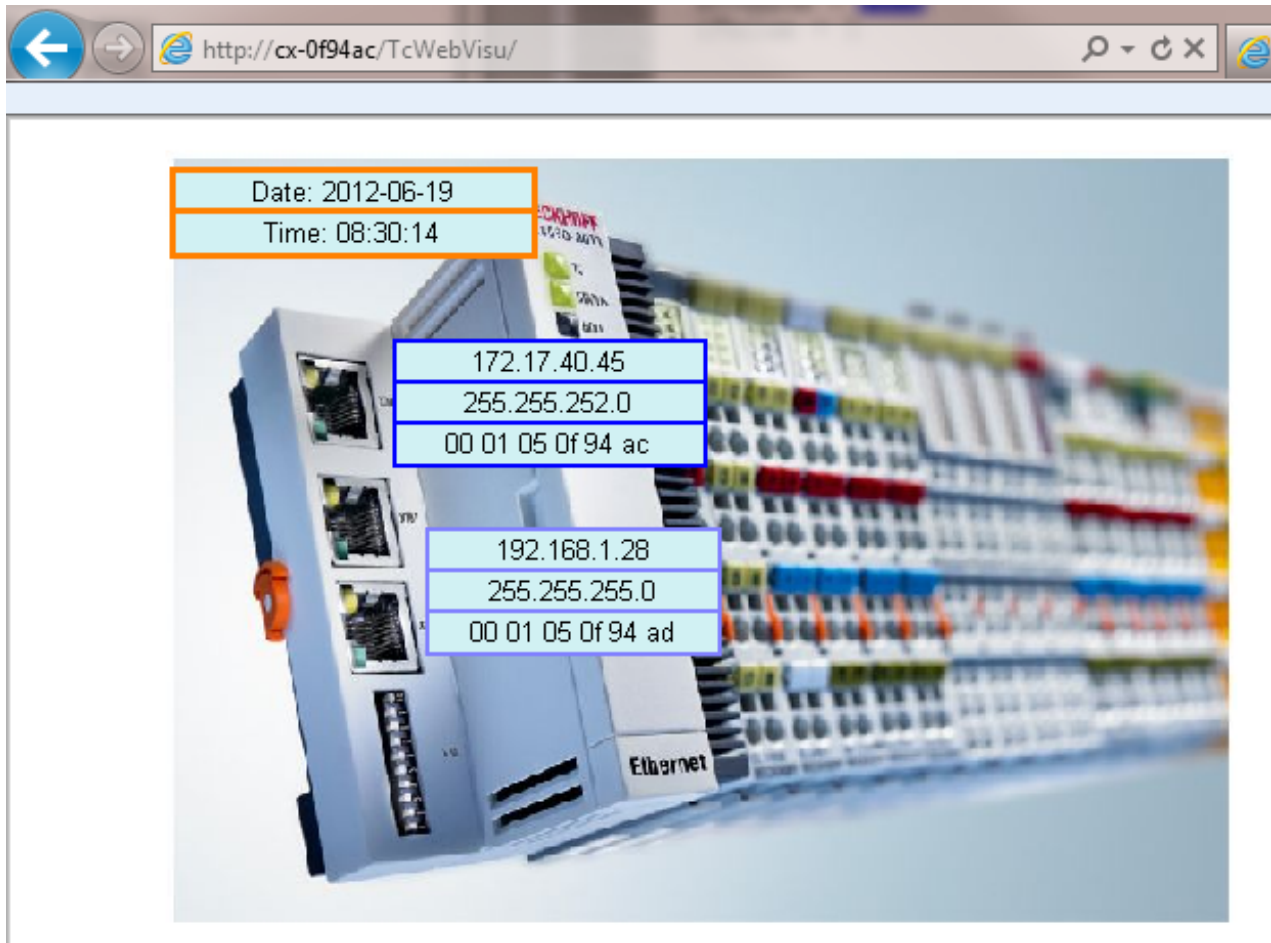 http://cx-0f94ac/TcWebVisu/
Date: 2012-06-19
Time: 08:30:14
172.17.40.45
255.255.252.0
00 01 05 0f 94 ac
192.168.1.28
255.255.255.0
00 01 05 0f 94 ad
Ethernet